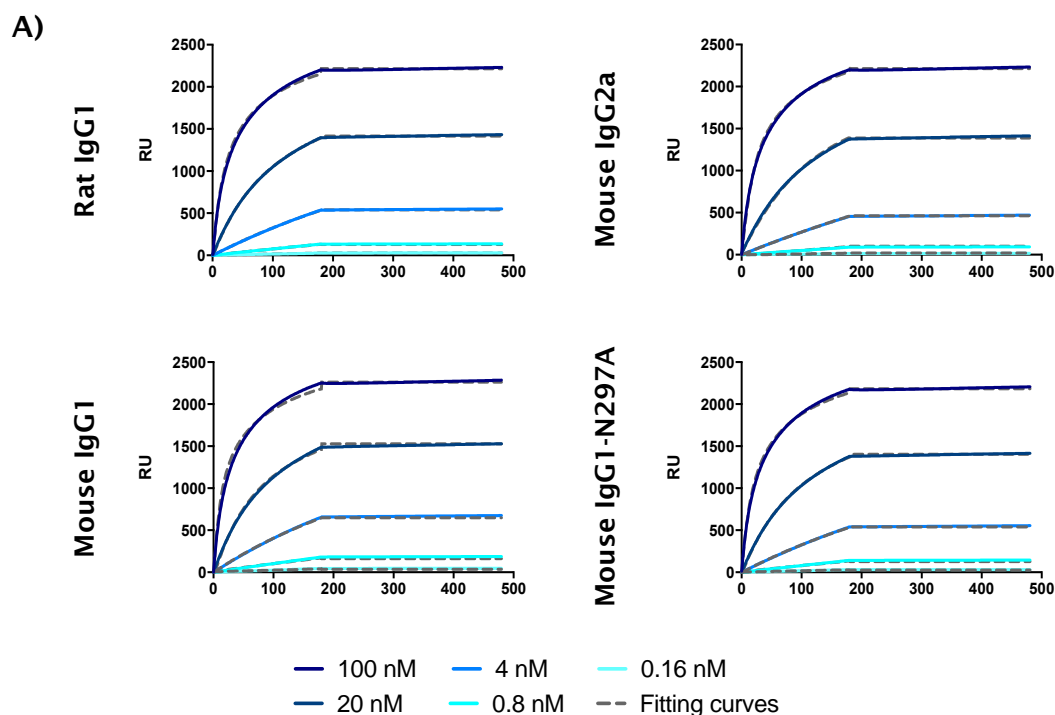 A)
Rat IgG1
RU
2500
2000
1500
1000
500
0
0 100 200 300 400 500
Mouse IgG2a
RU
2500
2000
1500
1000
500
0
0 100 200 300 400 500
Mouse IgG1
RU
2500
2000
1500
1000
500
0
0 100 200 300 400 500
Mouse IgG1-N297A
RU
2500
2000
1500
1000
500
0
0 100 200 300 400 500
100 nM 4 nM 0.16 nM
20 nM 0.8 nM Fitting curves